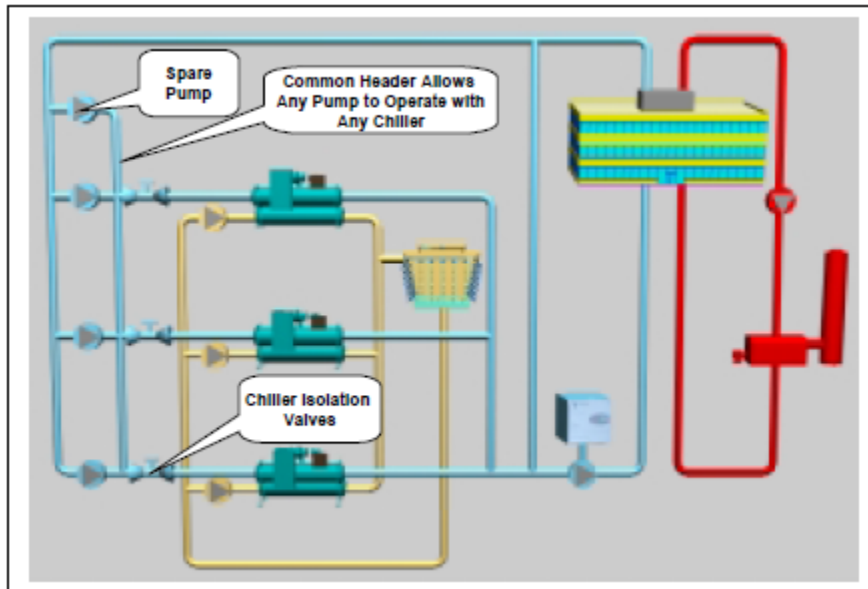 Spare
Pump
Common Header Allows
Any Pump to Operate with
Any Chiller
Chiller Isolation
Valves